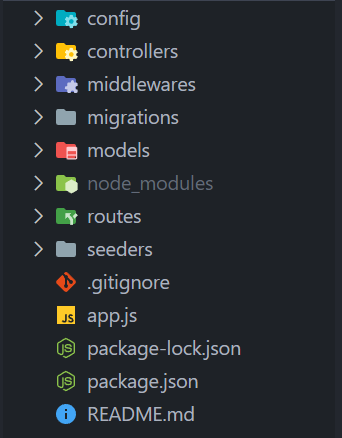 config
controllers
middlewares
migrations
models
node_modules
routes
seeders
.gitignore
JS app.js
package-lock.json
package.json
README.md